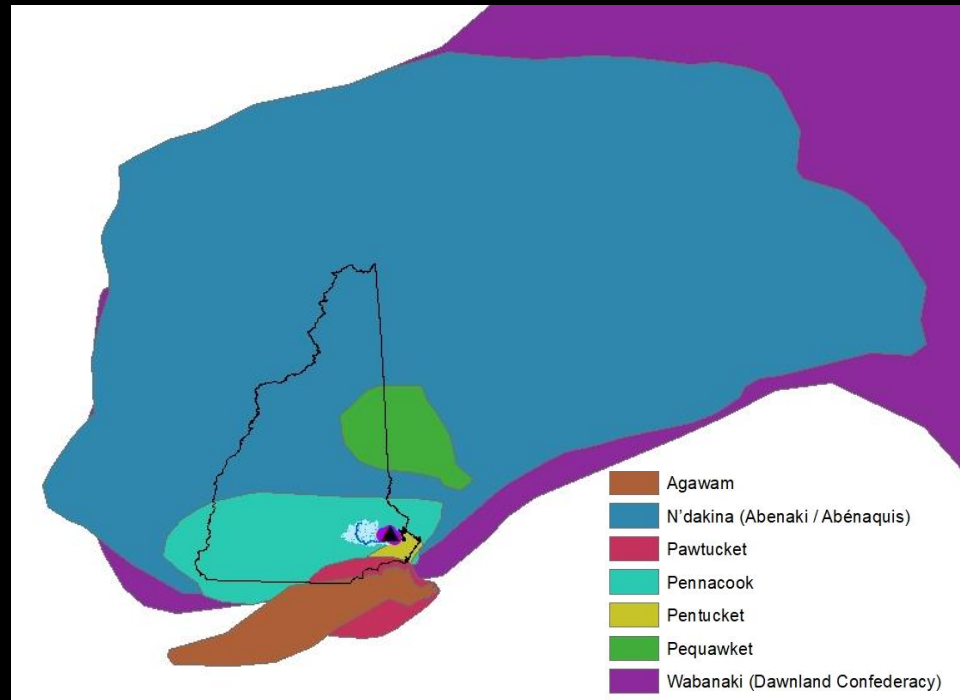 Agawam
N'dakina (Abenaki / Abénaquis)
Pawtucket
Pennacook
Pentucket
Pequawket
Wabanaki (Dawnland Confederacy)